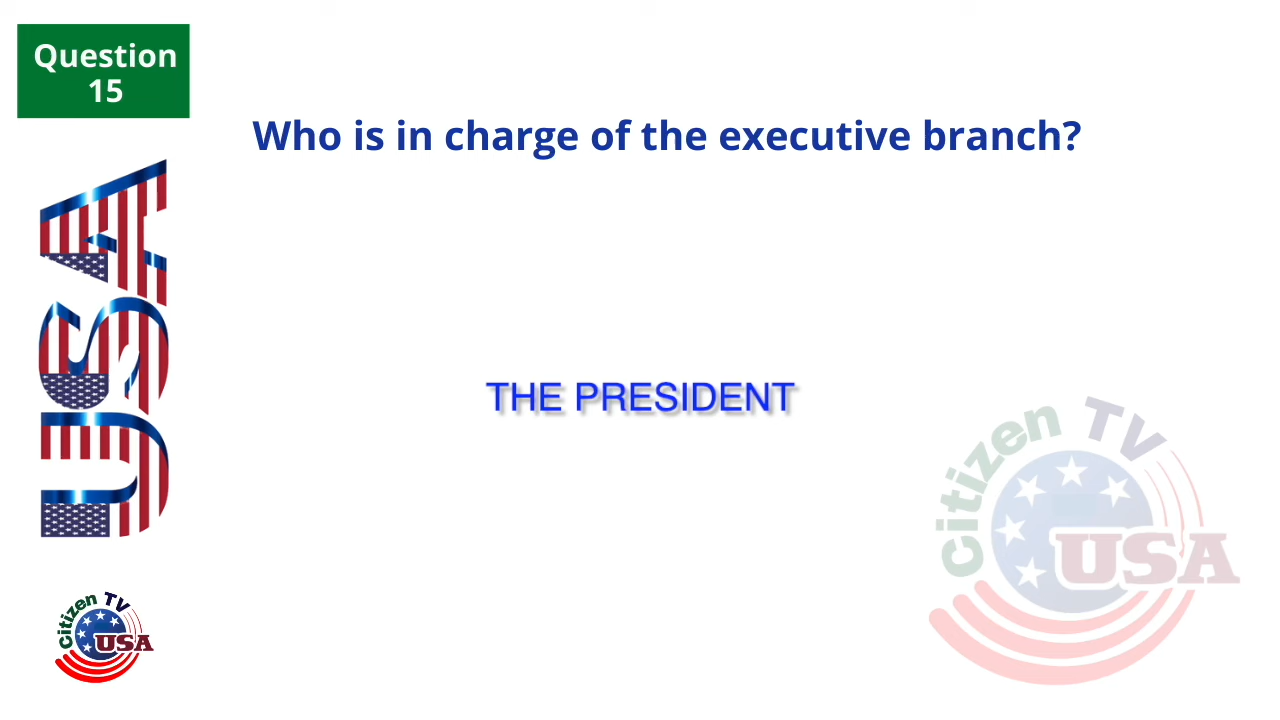 Question
15
Who is in charge of the executive branch?
USA
THE PRESIDENT
Citizen TV
USA
Citizen TV
USA